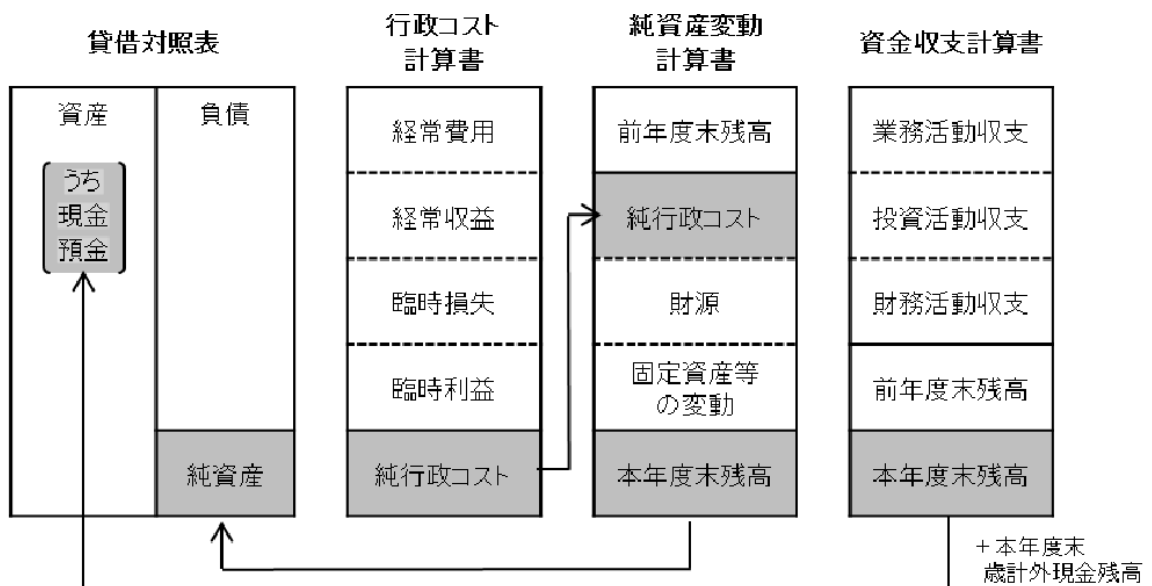 貸借対照表
資産
うち
現金
預金
負債
純資産
行政コスト
計算書
経常費用
経常収益
臨時損失
臨時利益
純行政コスト
純資産変動
計算書
前年度末残高
純行政コスト
財源
固定資産等
の変動
本年度末残高
資金収支計算書
業務活動収支
投資活動収支
財務活動収支
前年度末残高
本年度末残高
+本年度末
歳計外現金残高